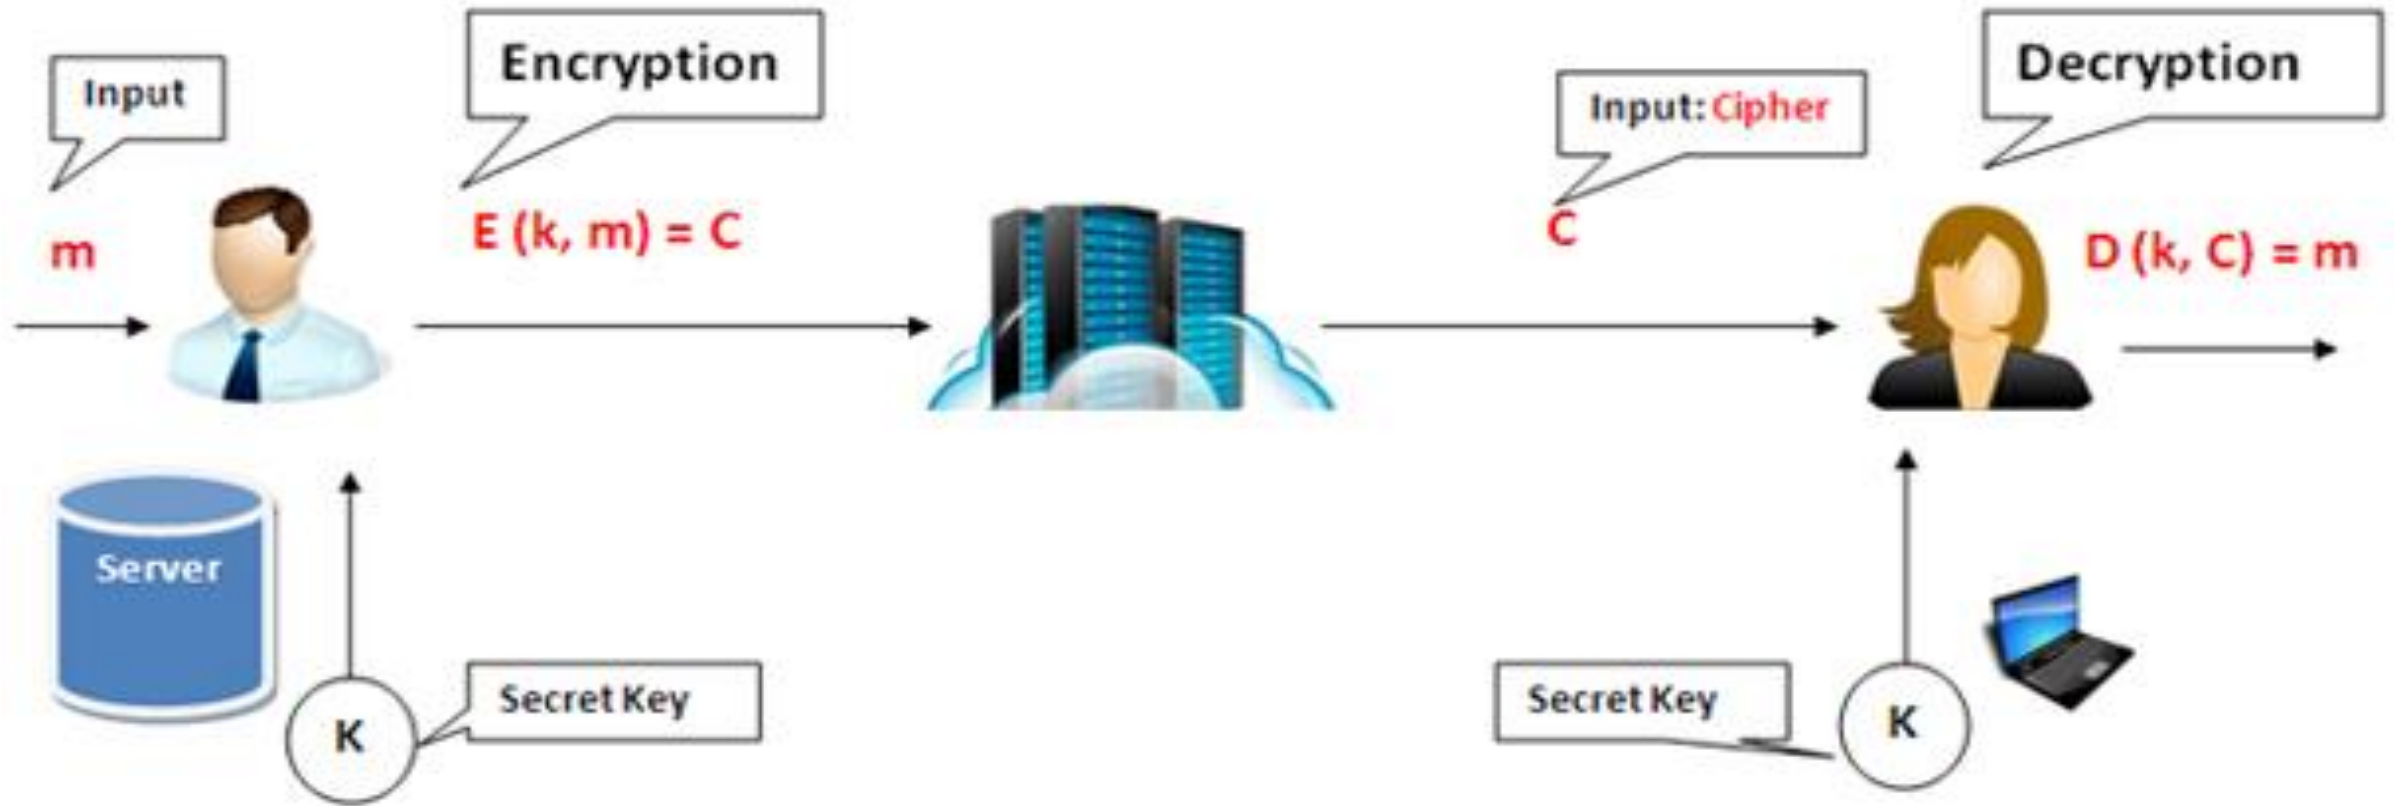 Input
Encryption
Input: Cipher
Decryption
m
E (k, m) = C
C
D (k, C) = m
Server
K
Secret Key
Secret Key
K